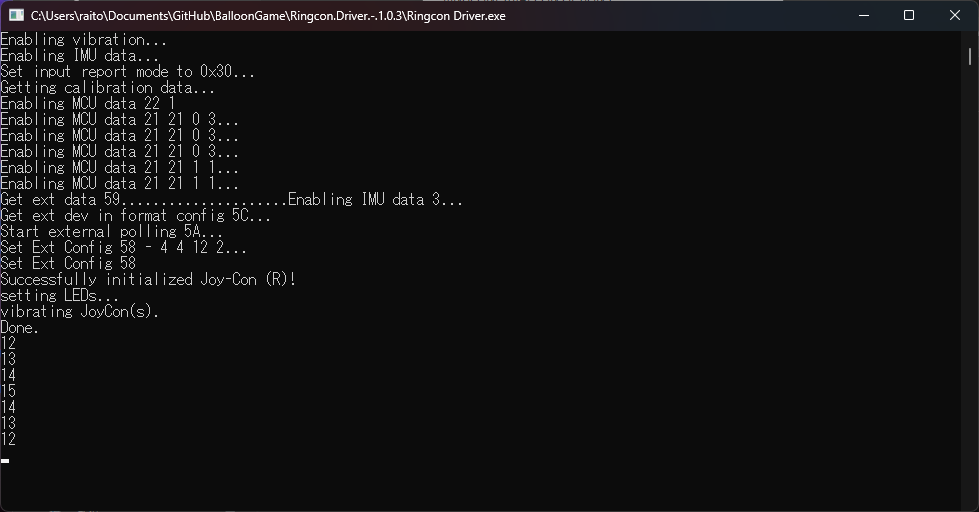 C:\Users\raito\Documents\GitHub\BalloonGame\Ringcon.Driver.-.1.0.3\Ringcon Driver.exe
Enabling vibration...
Enabling IMU data...
Set input report mode to 0x30...
Getting calibration data...
Enabling MCU data 22 1
Enabling MCU data 21 21 0 3...
Enabling MCU data 21 21 0 3...
Enabling MCU data 21 21 0 3...
Enabling MCU data 21 21 1 1...
Enabling MCU data 21 21 1 1...
Get ext data 59.....................Enabling IMU data 3...
Get ext dev in format config 5C...
Start external polling 5A...
Set Ext Config 58 - 4 4 12 2...
Set Ext Config 58
Successfully initialized Joy-Con (R)!
setting LEDs...
vibrating JoyCon(s).
Done.
12
13
14
15
14
13
12